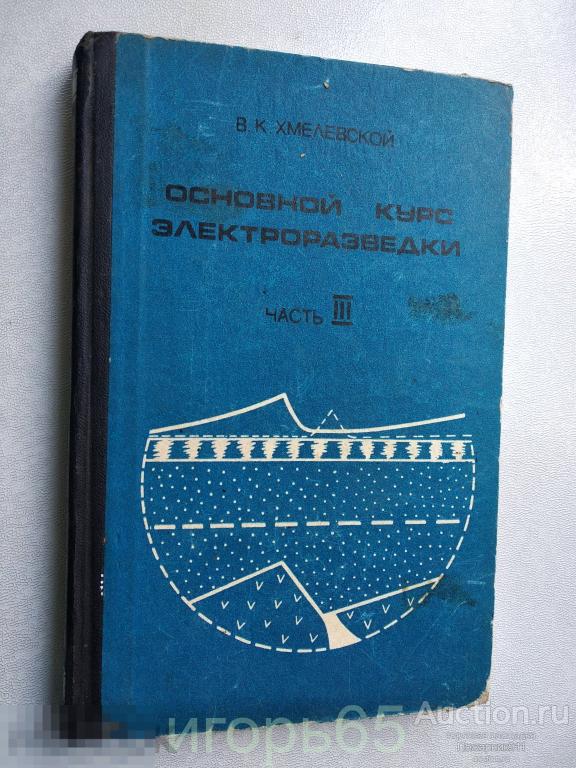 В. К. ХМЕЛЕВСКОЙ
ОСНОВНОЙ КУРС
ЭЛЕКТРОРАЗВЕДКИ
ЧАСТЬ III
игорь65
Auction.ru